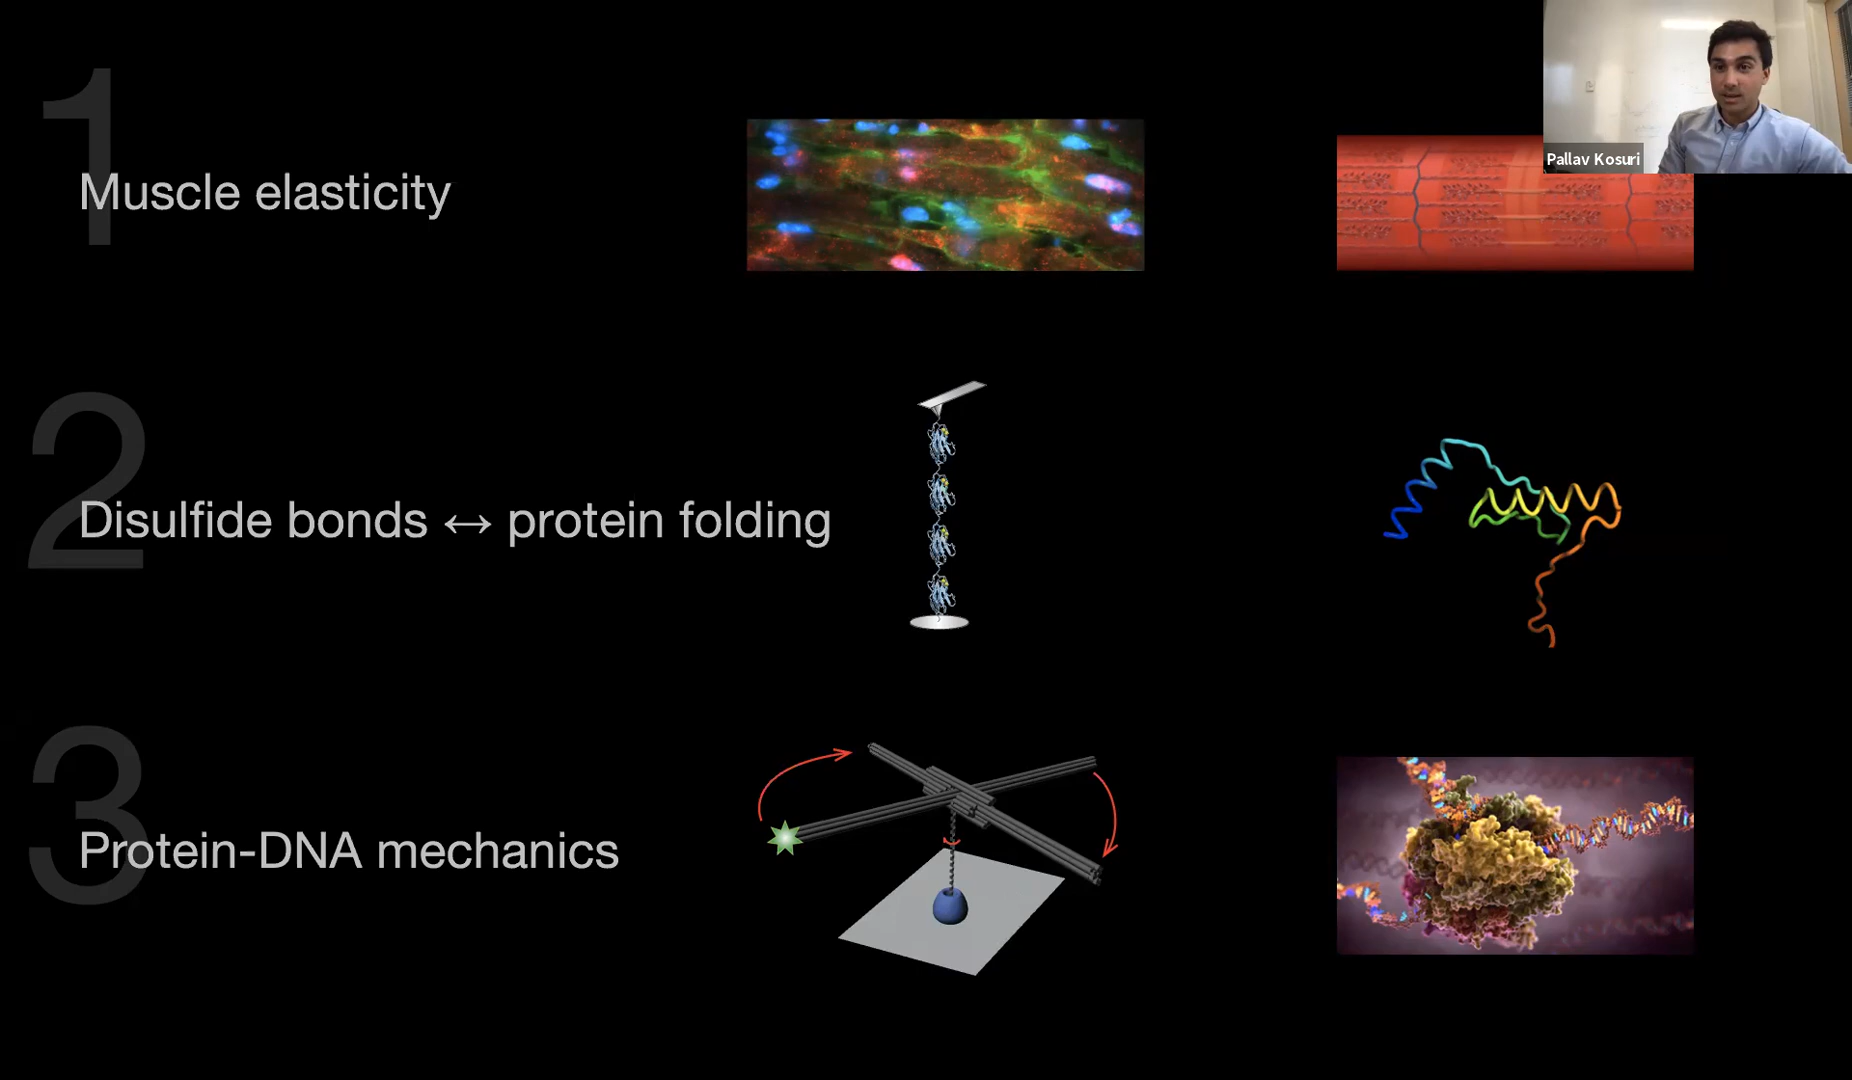 1
Muscle elasticity
Pallav Kosuri
2
Disulfide bonds ↔ protein folding
3
Protein-DNA mechanics